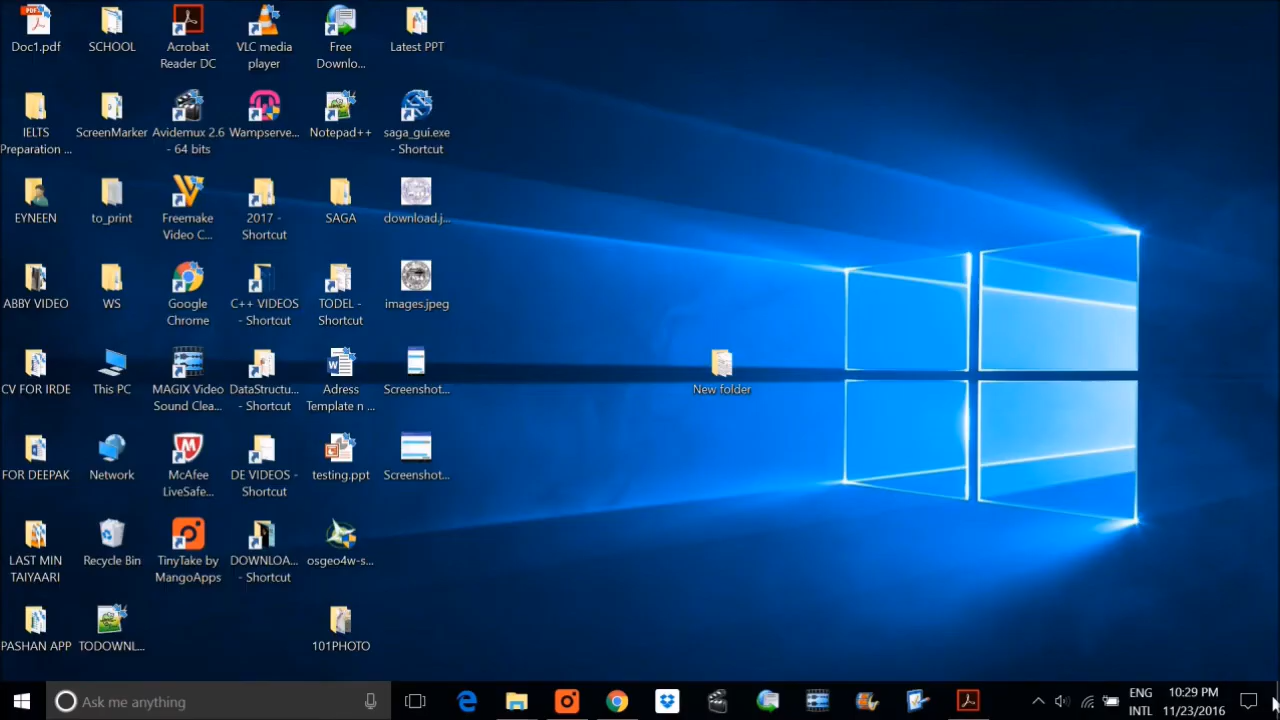 PDF
Doc1.pdf
SCHOOL
Acrobat
Reader DC
VLC media
player
Free
Downlo...
Latest PPT
IELTS
Preparation ...
ScreenMarker
Avidemux 2.6
- 64 bits
Wampserve...
Notepad++
saga_gui.exe
- Shortcut
EYNEEN
to_print
Freemake
Video C...
2017 -
Shortcut
SAGA
download.j...
ABBY VIDEO
WS
Google
Chrome
C++ VIDEOS
- Shortcut
TODEL -
Shortcut
images.jpeg
CV FOR IRDE
This PC
MAGIX Video
Sound Clea...
DataStructu...
- Shortcut
Adress
Template n ...
Screenshot...
New folder
FOR DEEPAK
Network
McAfee
LiveSafe...
DE VIDEOS -
Shortcut
testing.ppt
Screenshot...
LAST MIN
TAIYAARI
Recycle Bin
TinyTake by
MangoApps
DOWNLOA...
- Shortcut
osgeo4w-s...
PASHAN APP
TODOWNL...
101PHOTO
Ask me anything
ENG
INTL
10:29 PM
11/23/2016